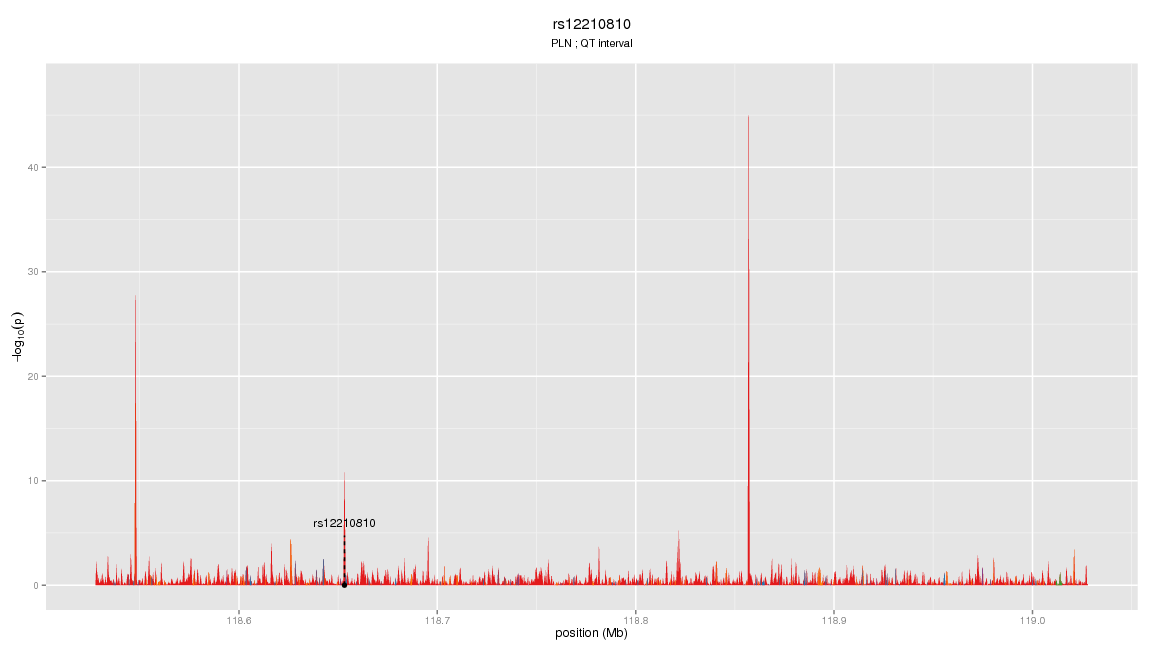 rs12210810
PLN ; QT interval
−log10(p)
40
30
20
10
0
rs12210810
118.6
118.7
118.8
118.9
119.0
position (Mb)